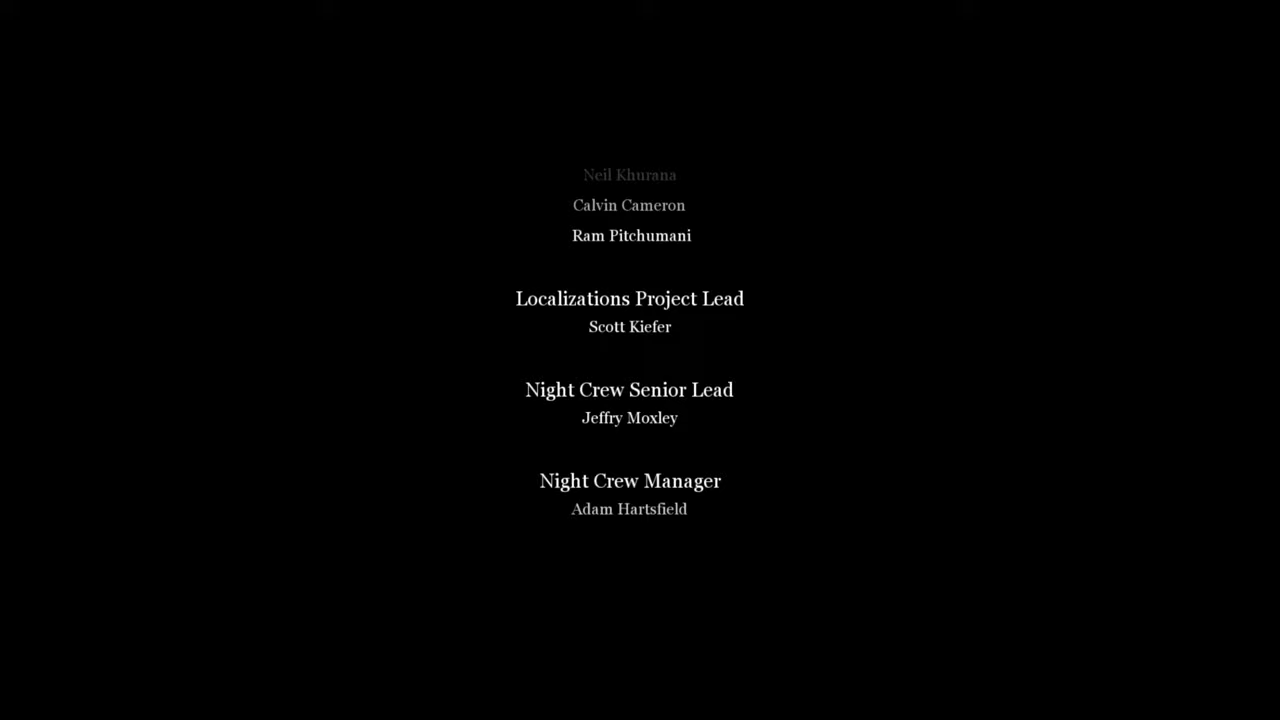 Neil Khurana
Calvin Cameron
Ram Pitchumani
Localizations Project Lead
Scott Kiefer
Night Crew Senior Lead
Jeffry Moxley
Night Crew Manager
Adam Hartsfield